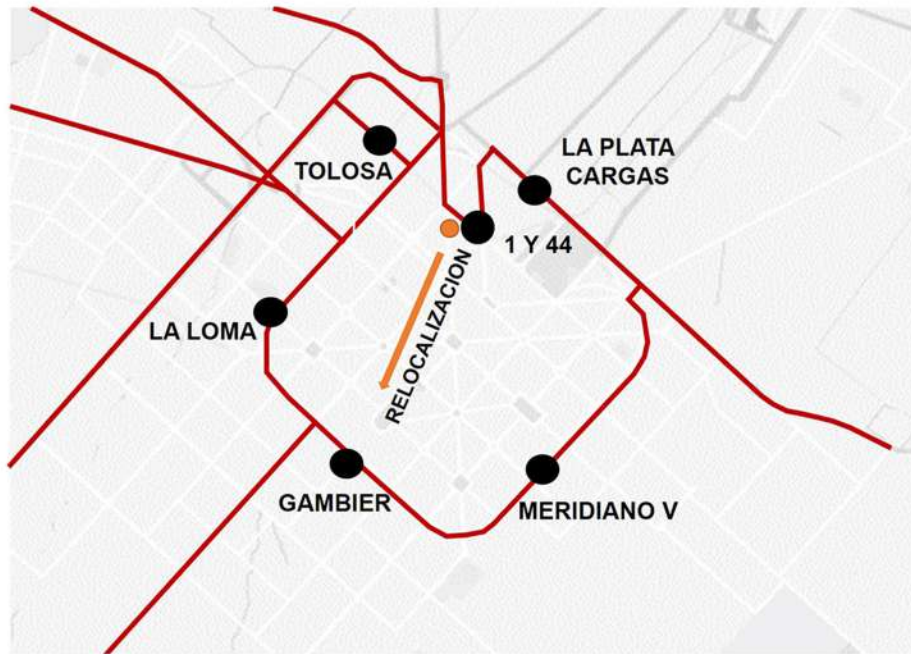 LA PLATA
CARGAS
TOLOSA
1 Y 44
RELOCALIZACION
LA LOMA
GAMBIER
MERIDIANO V